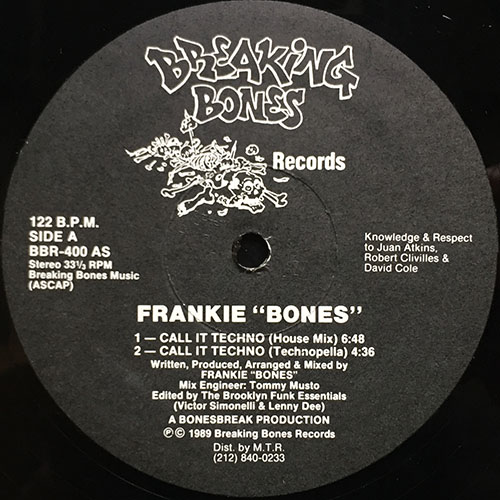 BREAKING
BONES
Records
122 B.P.M.
SIDE A
BBR-400 AS
Stereo 33⅓ RPM
Breaking Bones Music
(ASCAP)
Knowledge & Respect
to Juan Atkins,
Robert Clivilles &
David Cole
FRANKIE "BONES"
1 — CALL IT TECHNO (House Mix) 6:48
2 — CALL IT TECHNO (Technopella) 4:36
Written, Produced, Arranged & Mixed by
FRANKIE "BONES"
Mix Engineer: Tommy Musto
Edited by The Brooklyn Funk Essentials
(Victor Simonelli & Lenny Dee)
A BONESBREAK PRODUCTION
℗ © 1989 Breaking Bones Records
Dist. by M.T.R.
(212) 840-0233